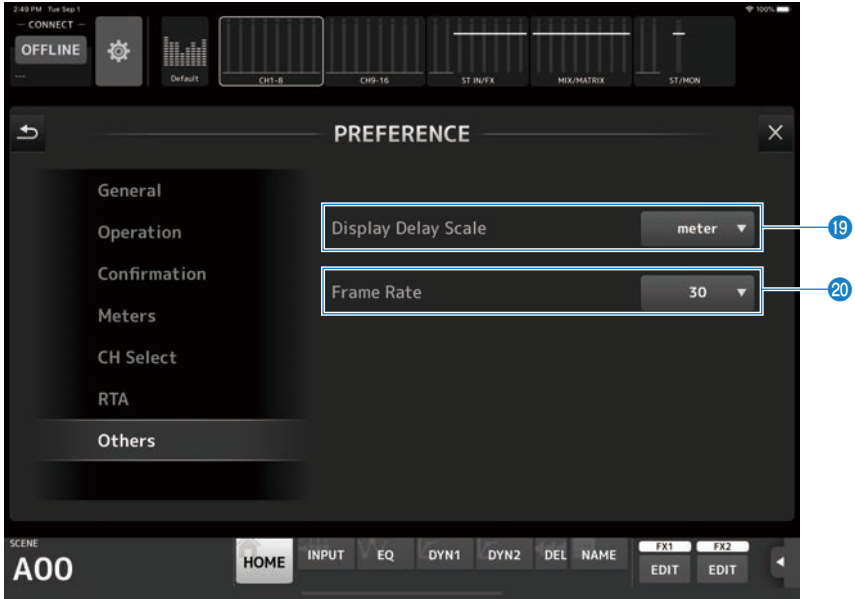 2:49 PM Tue Sep 1
100%
CONNECT
OFFLINE
---
Default
CH1-8
CH9-16
ST IN/FX
MIX/MATRIX
ST/MON
PREFERENCE
General
Operation
Confirmation
Meters
CH Select
RTA
Others
Display Delay Scale
meter
19
Frame Rate
30
20
SCENE
A00
HOME
INPUT
EQ
DYN1
DYN2
DEL
NAME
FX1
EDIT
FX2
EDIT